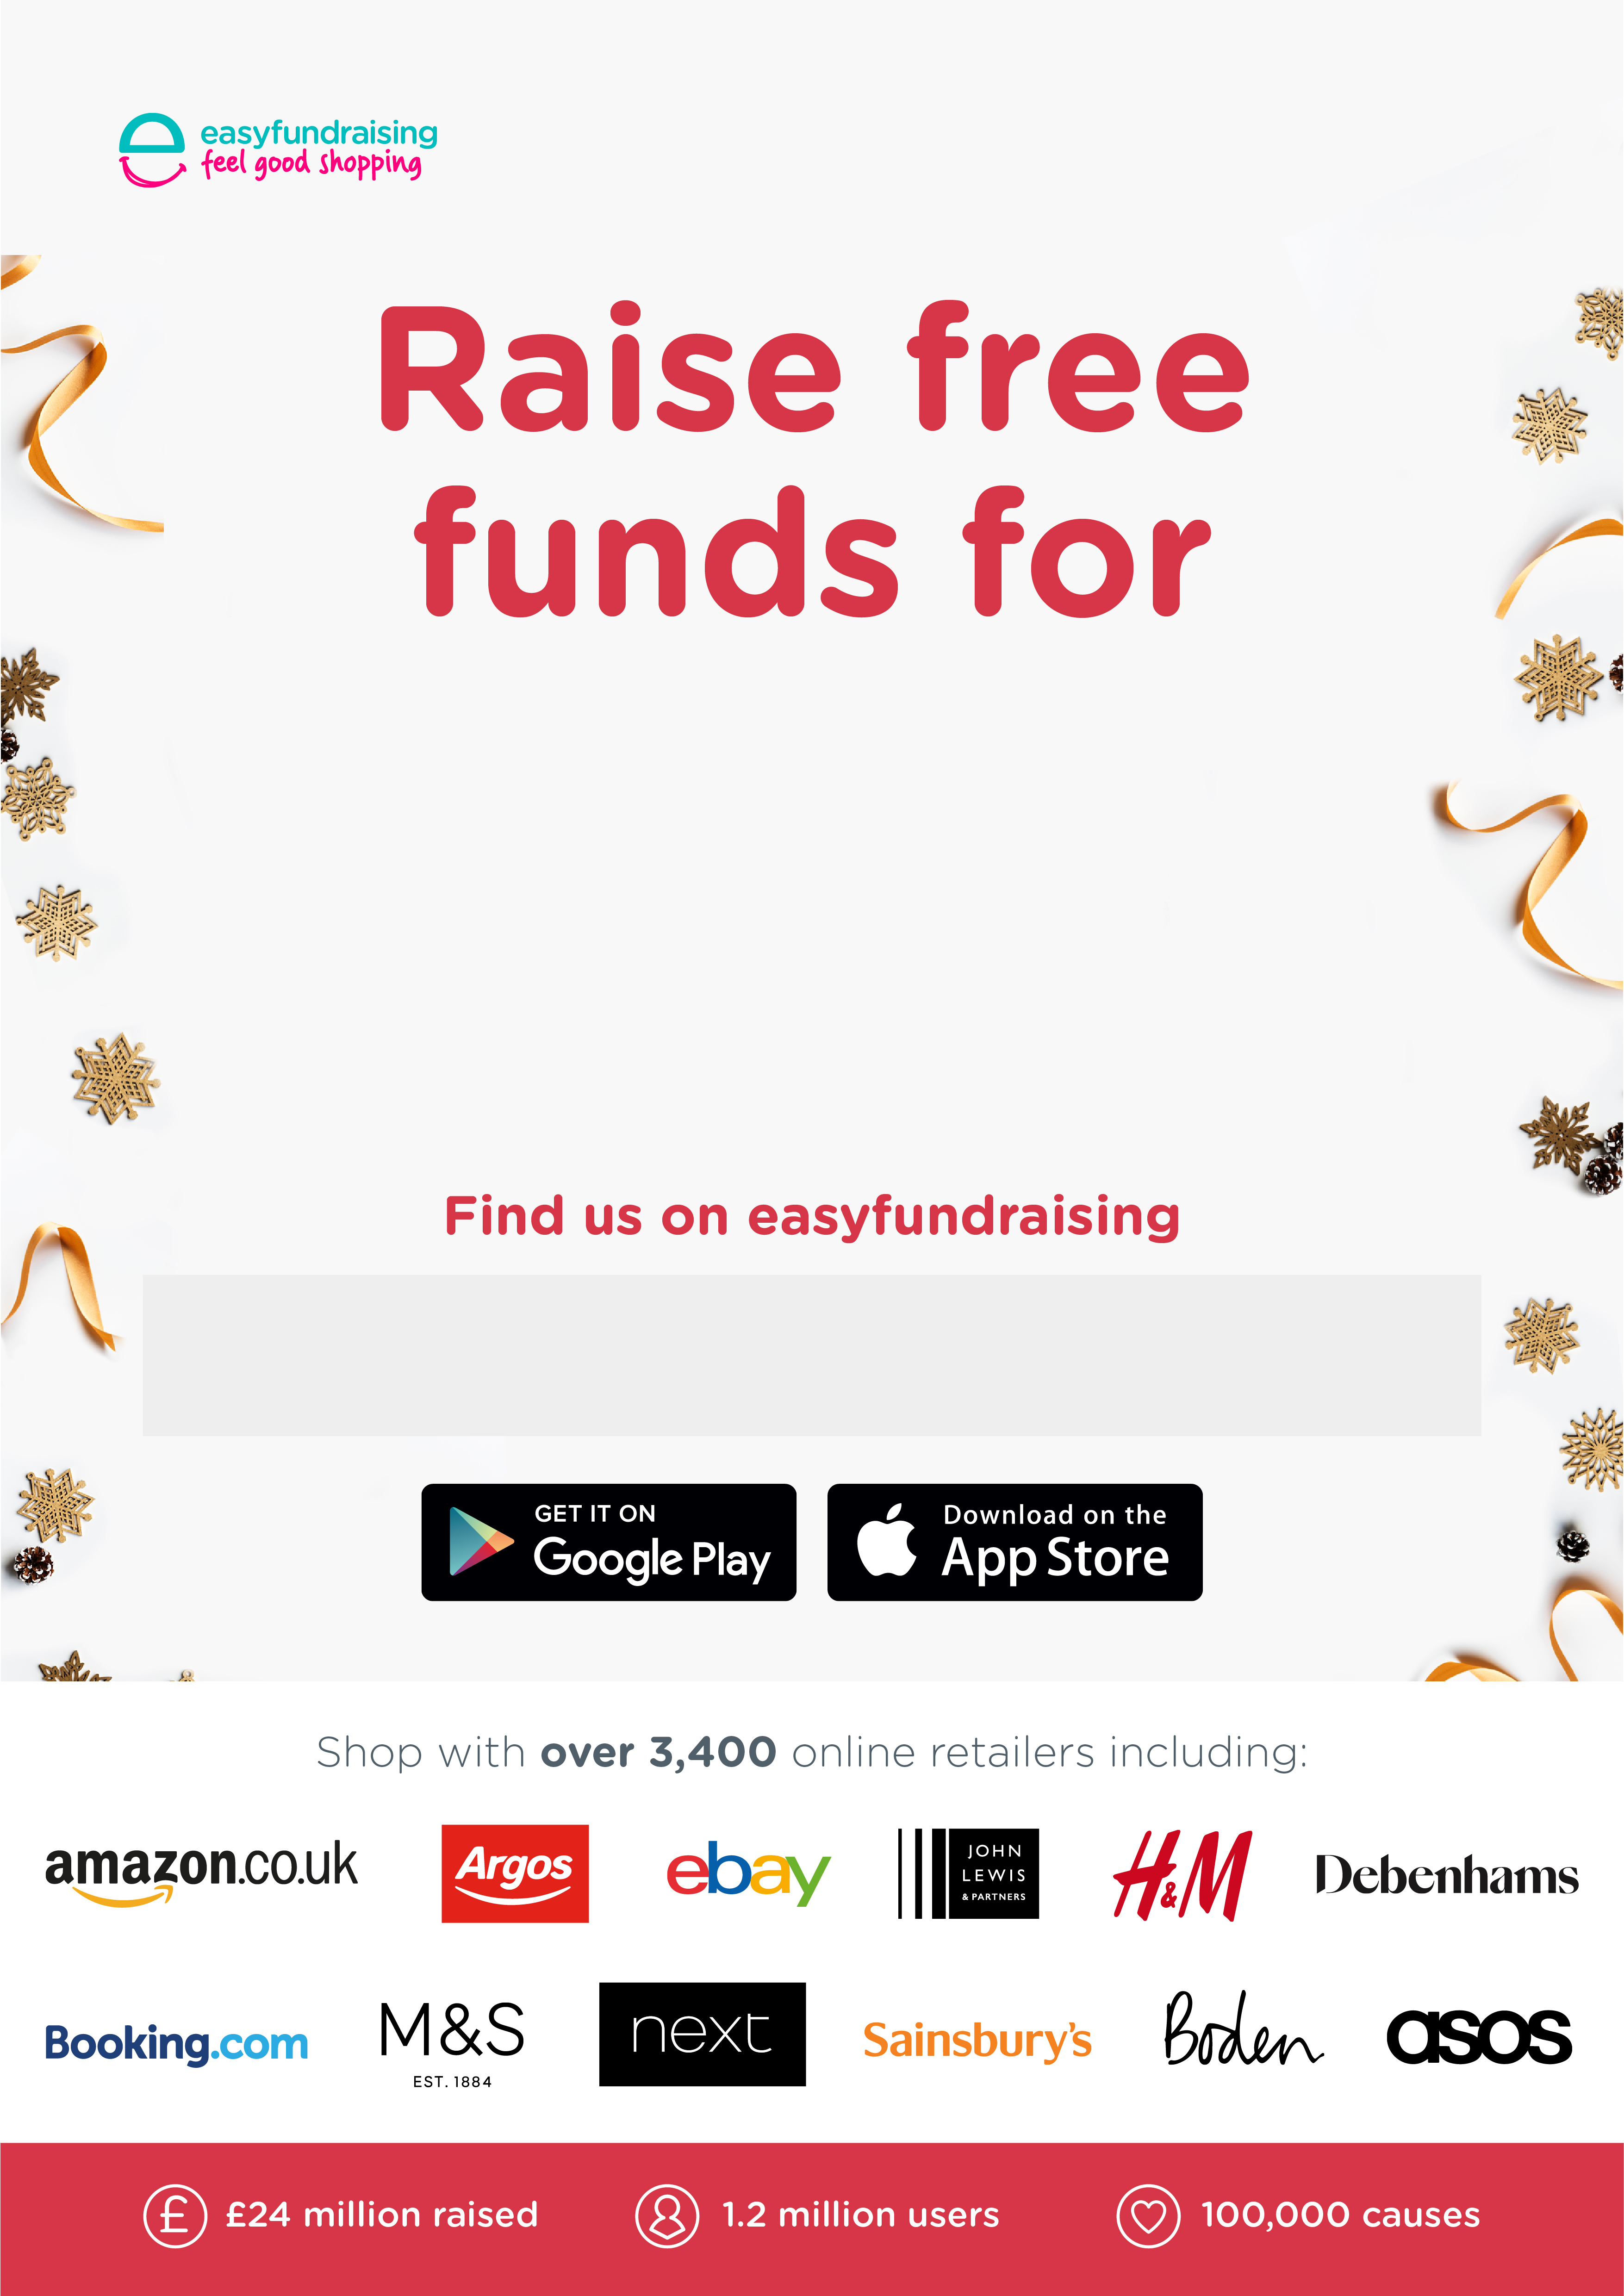 easyfundraising
feel good shopping
Raise free
funds for
Find us on easyfundraising
GET IT ON
Google Play
Download on the
App Store
Shop with over 3,400 online retailers including:
amazon.co.uk
Argos
ebay
JOHN
LEWIS
& PARTNERS
H&M
Debenhams
Booking.com
M&S
EST. 1884
next
Sainsbury's
Boden
asos
£24 million raised
1.2 million users
100,000 causes